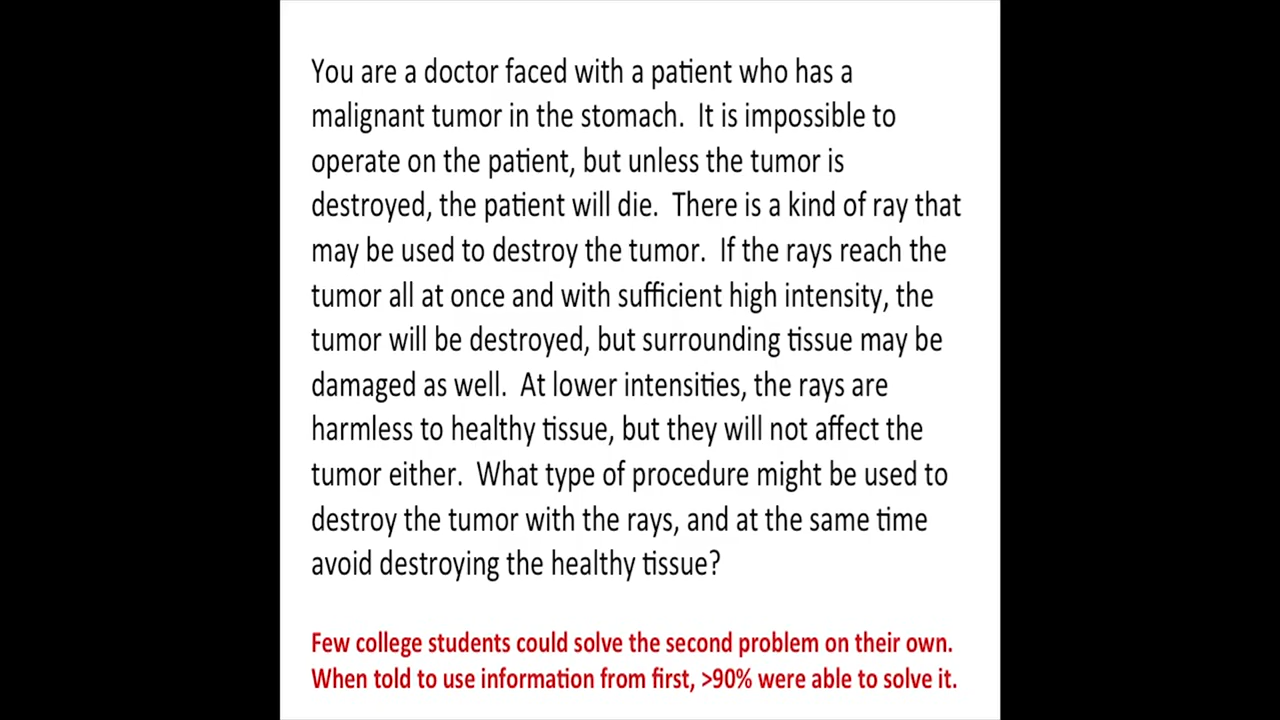 You are a doctor faced with a patient who has a
malignant tumor in the stomach.  It is impossible to
operate on the patient, but unless the tumor is
destroyed, the patient will die.  There is a kind of ray that
may be used to destroy the tumor.  If the rays reach the
tumor all at once and with sufficient high intensity, the
tumor will be destroyed, but surrounding tissue may be
damaged as well.  At lower intensities, the rays are
harmless to healthy tissue, but they will not affect the
tumor either.  What type of procedure might be used to
destroy the tumor with the rays, and at the same time
avoid destroying the healthy tissue?
Few college students could solve the second problem on their own.
When told to use information from first, >90% were able to solve it.